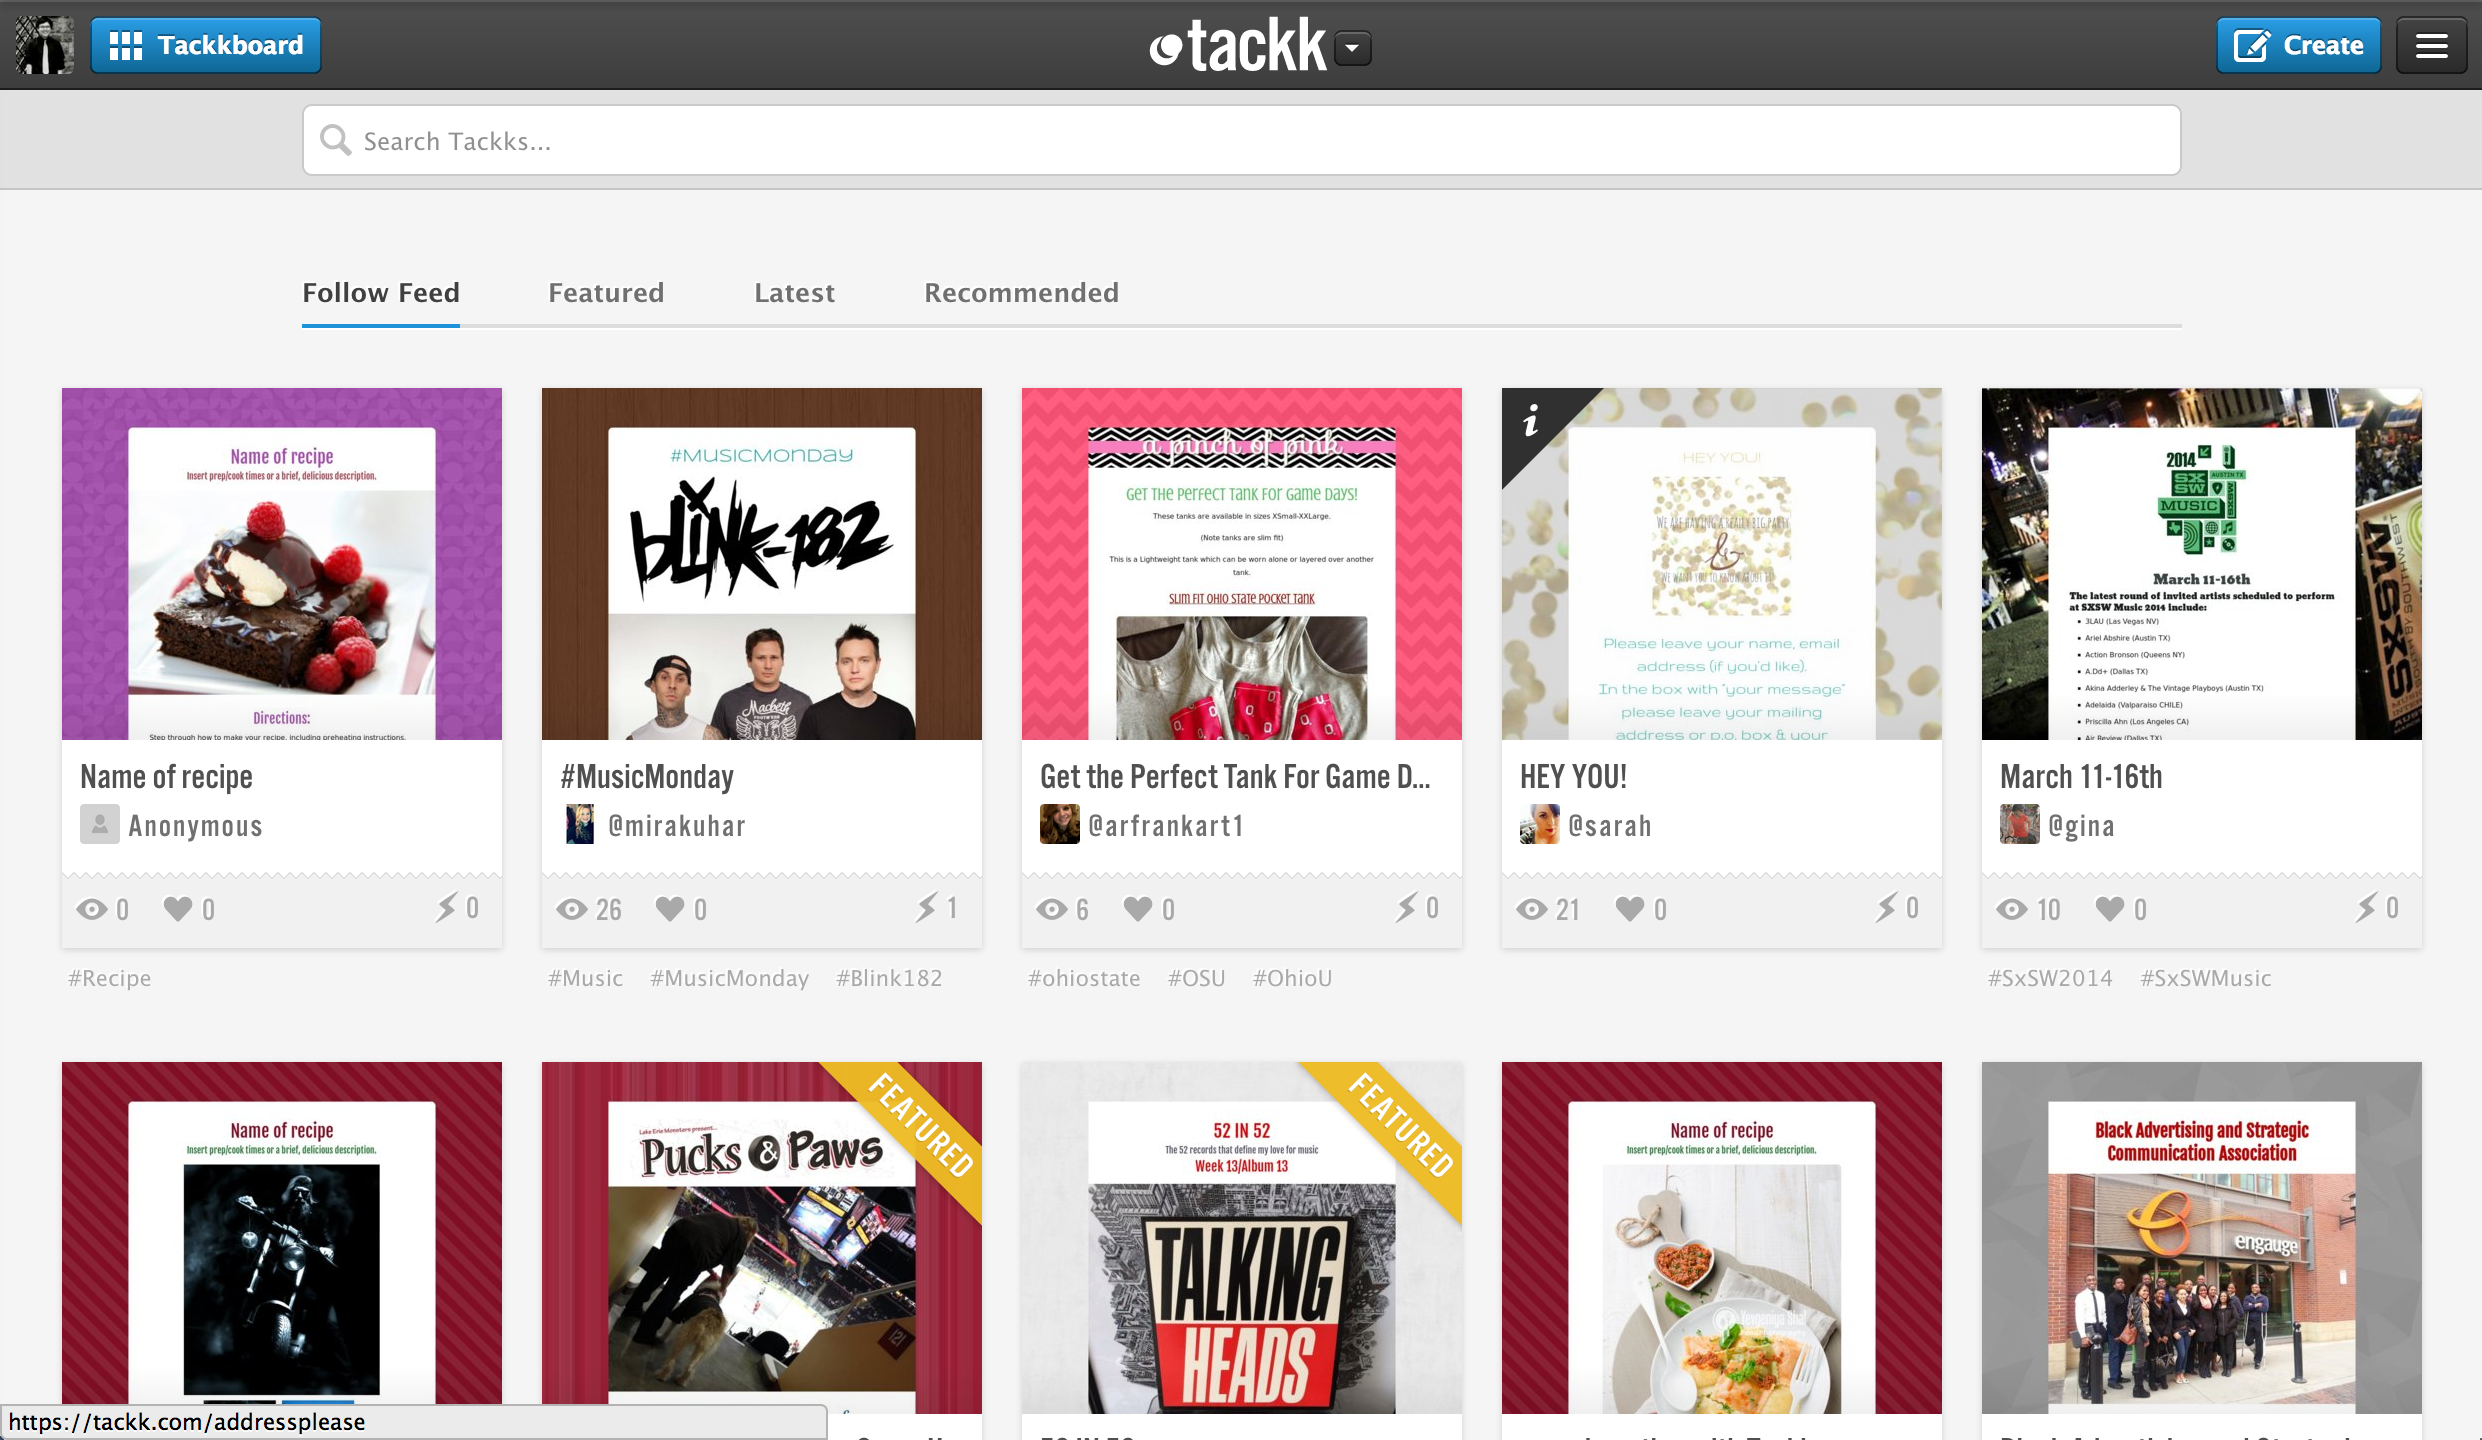 Tackkboard
tackk
Create
Search Tackks...
Follow Feed
Featured
Latest
Recommended
Name of recipe
Insert prep/cook times or a brief, delicious description.
Directions:
Step through how to make your recipe, including preheating instructions,
Name of recipe
Anonymous
0
0
0
#Recipe
#MUSICMONDAY
blink-182
Macbeth
FOOTWEAR
#MusicMonday
@mirakuhar
26
0
1
#Music #MusicMonday #Blink182
a pinch of pink
Get the Perfect Tank For Game Days!
These tanks are available in sizes XSmall-XXLarge.
(Note tanks are slim fit)
This is a Lightweight tank which can be worn alone or layered over another
tank.
Slim Fit Ohio State Pocket Tank
Get the Perfect Tank For Game D...
@arfrankart1
6
0
0
#ohiostate #OSU #OhioU
i
HEY YOU!
WE ARE HAVING A REALLY BIG PARTY
&
WE WANT YOU TO KNOW ABOUT IT
Please leave your name, email
address (if you'd like).
In the box with "your message"
please leave your mailing
address or p.o. box & your
HEY YOU!
@sarah
21
0
0
2014
AUSTIN TX
SX
SW
MUSIC
SXSW
March 11-16th
The latest round of invited artists scheduled to perform
at SXSW Music 2014 include:
3LAU (Las Vegas NV)
Ariel Abshire (Austin TX)
Action Bronson (Queens NY)
A.Dd+ (Dallas TX)
Akina Adderley & The Vintage Playboys (Austin TX)
Adelaida (Valparaiso CHILE)
Priscilla Ahn (Los Angeles CA)
Air Review (Dallas TX)
BY SOUTHWEST
March 11-16th
@gina
10
0
0
#SxSW2014 #SxSWMusic
Name of recipe
Insert prep/cook times or a brief, delicious description.
FEATURED
Lake Erie Monsters present...
Pucks & Paws
121
FEATURED
52 IN 52
The 52 records that define my love for music
Week 13/Album 13
TALKING
HEADS
52 IN 52
Name of recipe
Insert prep/cook times or a brief, delicious description.
Yevgeniya Shal
Black Advertising and Strategic
Communication Association
engauge
https://tackk.com/addressplease